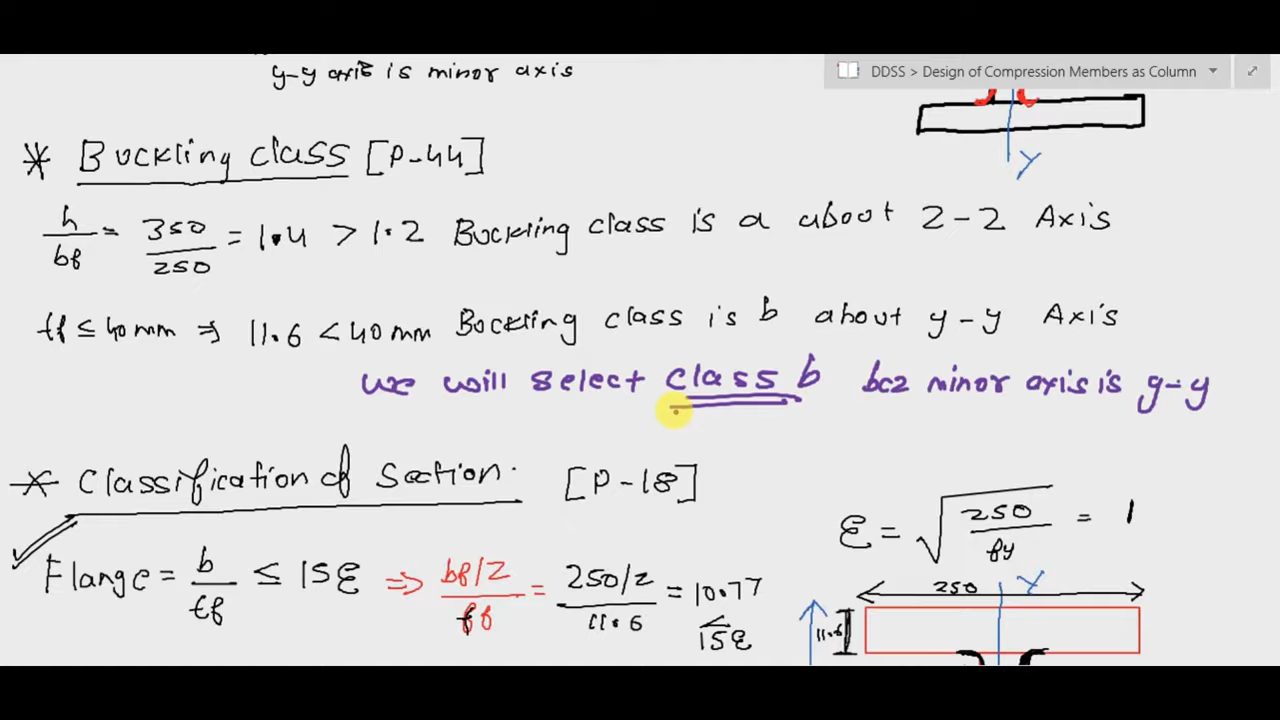 y-y axis is minor axis
DDSS > Design of Compression Members as Column
Y
* Buckling class [P-44]
h/bf = 350/250 = 1.4 > 1.2 Buckling class is a about Z-Z Axis
tf ≤ 40mm ⇒ 11.6 < 40mm Buckling class is b about y-y Axis
we will select class b bcz minor axis is y-y
* Classification of Section. [P-18]
ε = √250/fy = 1
Flange = b/tf ≤ 15ε ⇒ bf/2/tf = 250/2/11.6 = 10.77 < 15ε
250
Y
11.6